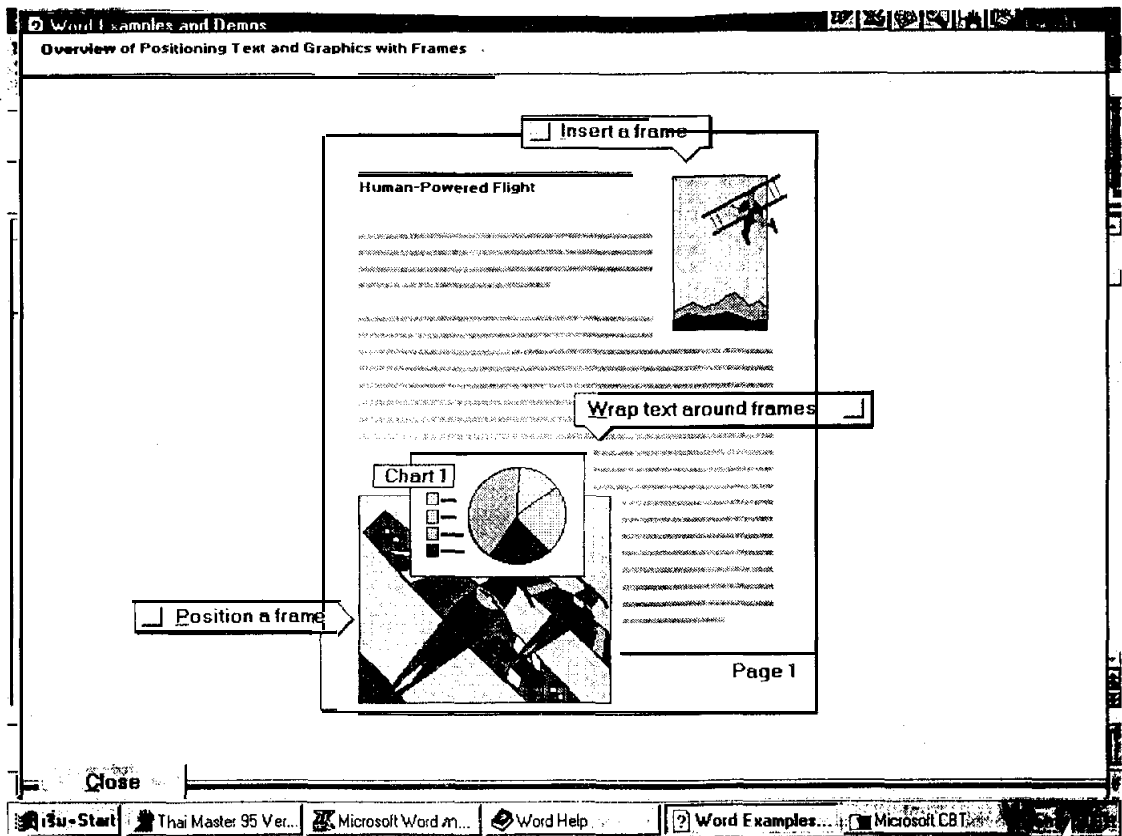 Word Examples and Demos
Overview of Positioning Text and Graphics with Frames
Insert a frame
Human-Powered Flight
Wrap text around frames
Chart 1
Position a frame
Page 1
Close
เริ่ม-Start
Thai Master 95 Ver...
Microsoft Word ...
Word Help
Word Examples...
Microsoft CBT